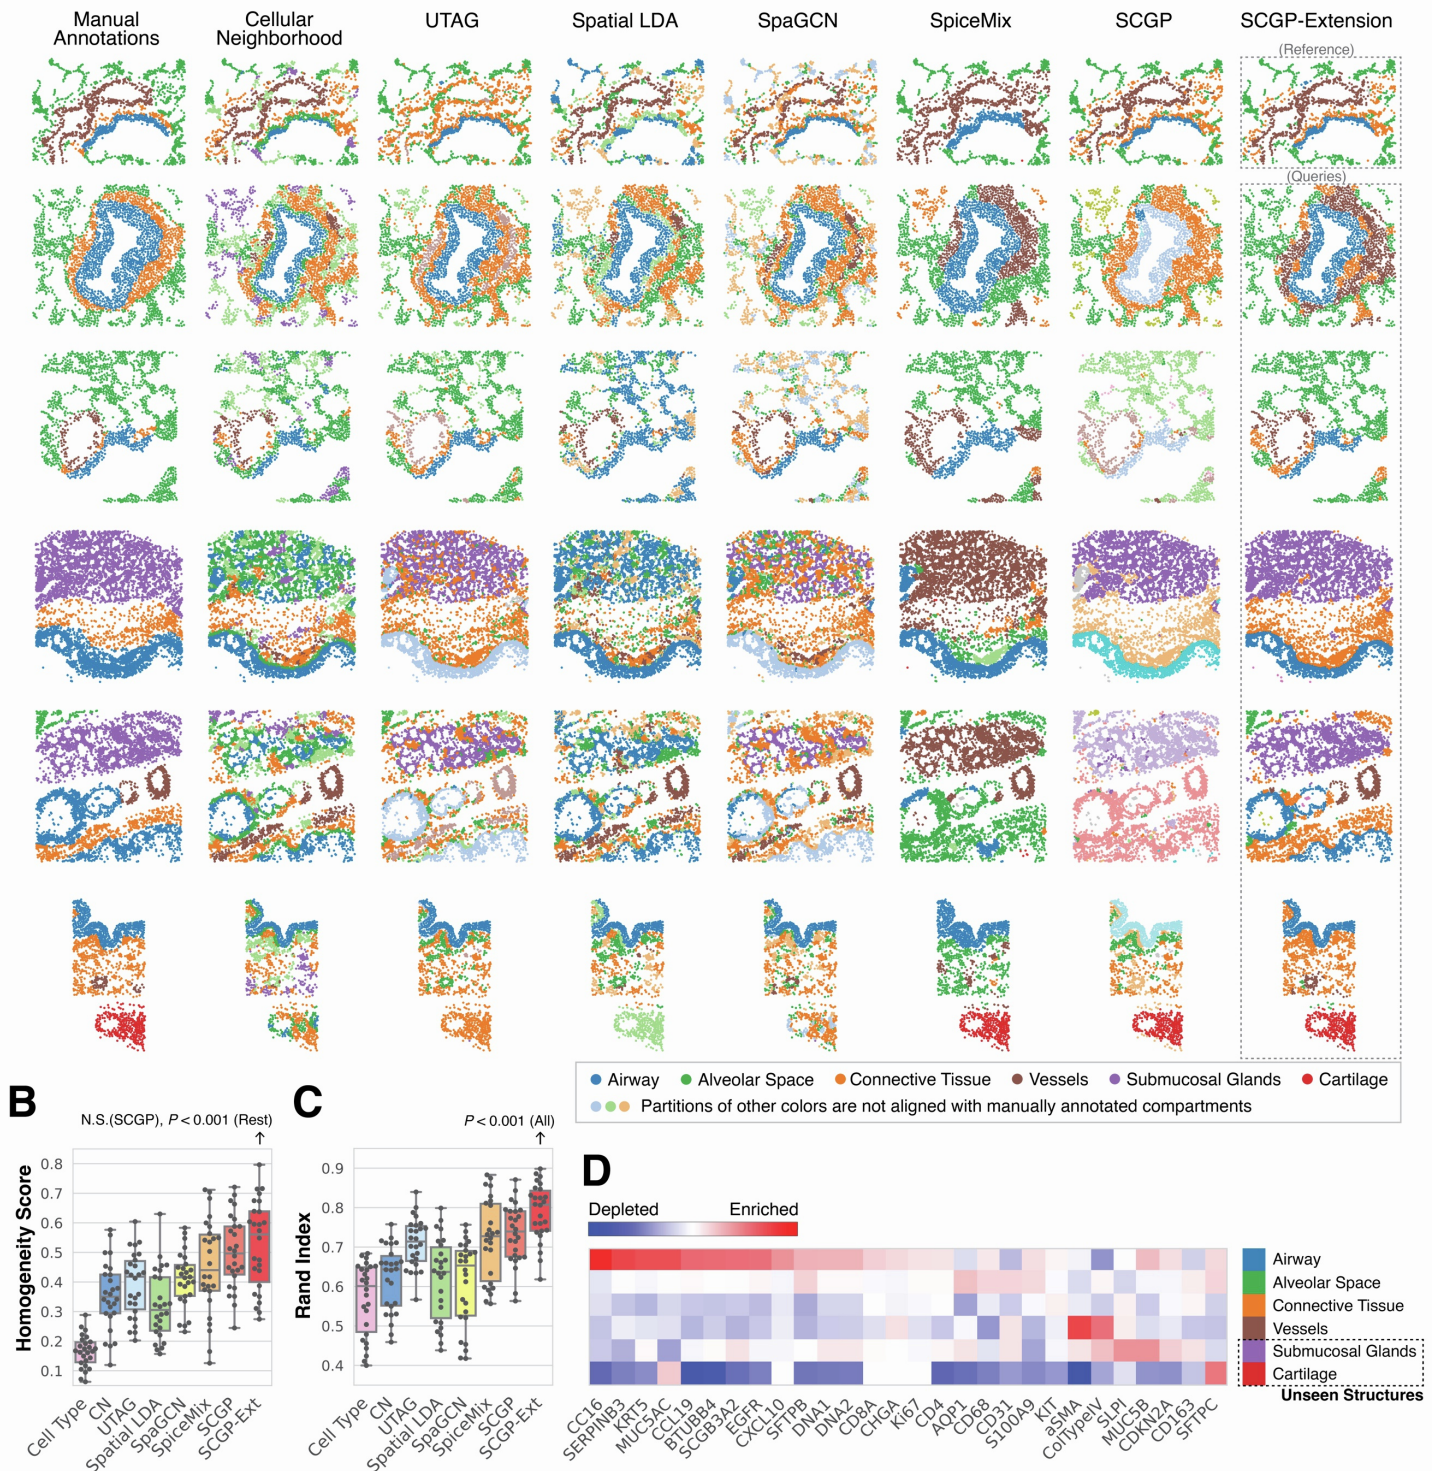 Manual Annotations
Cellular Neighborhood
UTAG
Spatial LDA
SpaGCN
SpiceMix
SCGP
SCGP-Extension
(Reference)
(Queries)
Airway
Alveolar Space
Connective Tissue
Vessels
Submucosal Glands
Cartilage
Partitions of other colors are not aligned with manually annotated compartments
B
N.S.(SCGP), P < 0.001 (Rest)
↑
Homogeneity Score
0.8
0.7
0.6
0.5
0.4
0.3
0.2
0.1
Cell Type
CN
UTAG
Spatial LDA
SpaGCN
SpiceMix
SCGP
SCGP-Ext
C
P < 0.001 (All)
↑
Rand Index
0.9
0.8
0.7
0.6
0.5
0.4
Cell Type
CN
UTAG
Spatial LDA
SpaGCN
SpiceMix
SCGP
SCGP-Ext
D
Depleted
Enriched
Airway
Alveolar Space
Connective Tissue
Vessels
Submucosal Glands
Cartilage
Unseen Structures
CC16
SERPINB3
KRT5
MUC5AC
CCL19
BTUBB4
SCGB3A2
EGFR
CXCL10
SFTPB
DNA1
DNA2
CD8A
CHGA
Ki67
CD4
AQP1
CD68
CD31
S100A9
KIT
aSMA
ColTypeIV
SLPI
MUC5B
CDKN2A
CD163
SFTPC